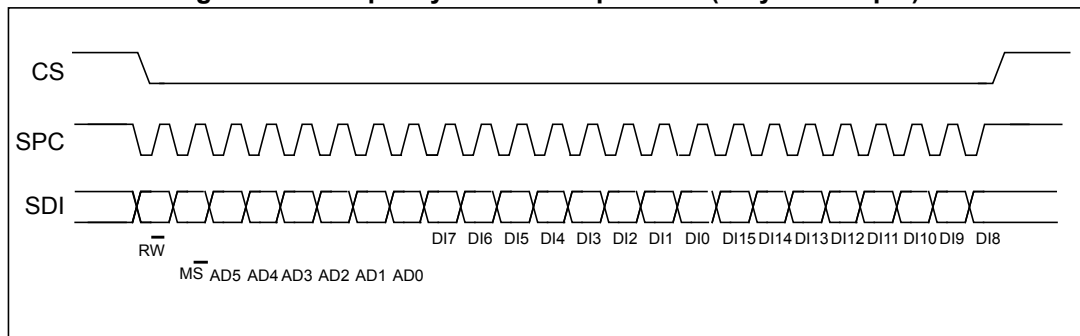 CS
SPC
SDI
DI7 DI6 DI5 DI4 DI3 DI2 DI1 DI0 DI15 DI14 DI13 DI12 DI11 DI10 DI9 DI8
RW
MS AD5 AD4 AD3 AD2 AD1 AD0